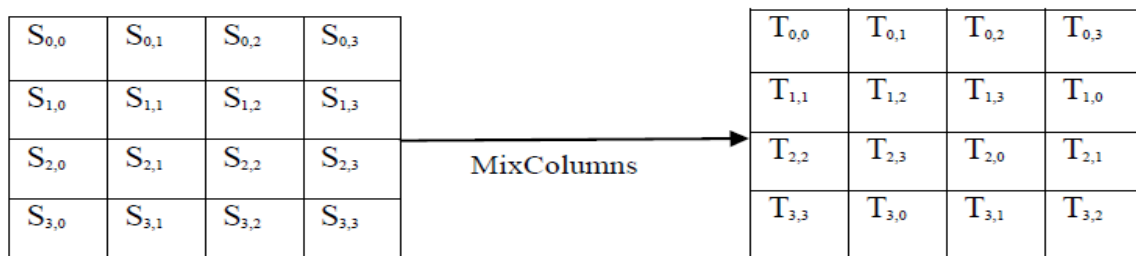 S0,0 S0,1 S0,2 S0,3
S1,0 S1,1 S1,2 S1,3
S2,0 S2,1 S2,2 S2,3
S3,0 S3,1 S3,2 S3,3
MixColumns
T0,0 T0,1 T0,2 T0,3
T1,1 T1,2 T1,3 T1,0
T2,2 T2,3 T2,0 T2,1
T3,3 T3,0 T3,1 T3,2